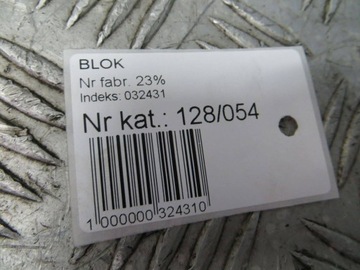 BLOK
Nr fabr. 23%
Indeks: 032431
Nr kat.: 128/054
1 000000 324310